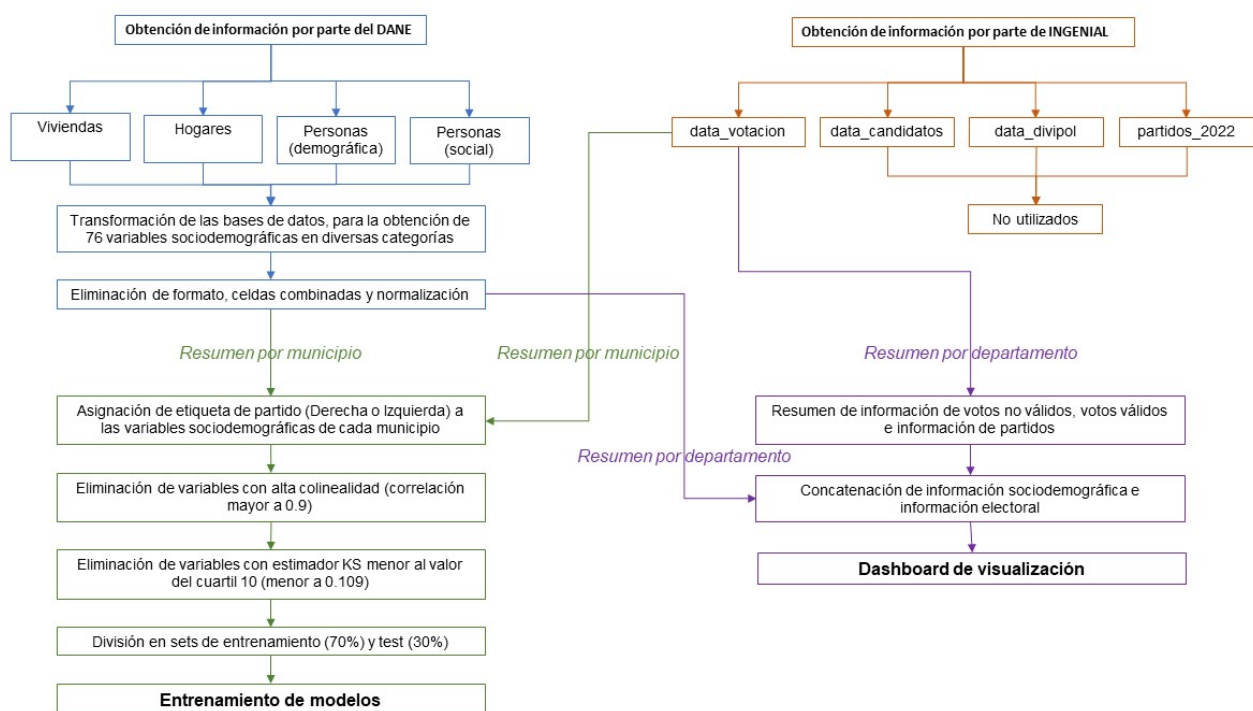 Obtención de información por parte del DANE
Viviendas
Hogares
Personas
(demográfica)
Personas
(social)
Transformación de las bases de datos, para la obtención de
76 variables sociodemográficas en diversas categorías
Eliminación de formato, celdas combinadas y normalización
Resumen por municipio
Asignación de etiqueta de partido (Derecha o Izquierda) a
las variables sociodemográficas de cada municipio
Eliminación de variables con alta colinealidad (correlación
mayor a 0.9)
Eliminación de variables con estimador KS menor al valor
del cuartil 10 (menor a 0.109)
División en sets de entrenamiento (70%) y test (30%)
Entrenamiento de modelos
Obtención de información por parte de INGENIAL
data_votacion
data_candidatos
data_divipol
partidos_2022
No utilizados
Resumen por municipio
Resumen por departamento
Resumen de información de votos no válidos, votos válidos
e información de partidos
Resumen por departamento
Concatenación de información sociodemográfica e
información electoral
Dashboard de visualización